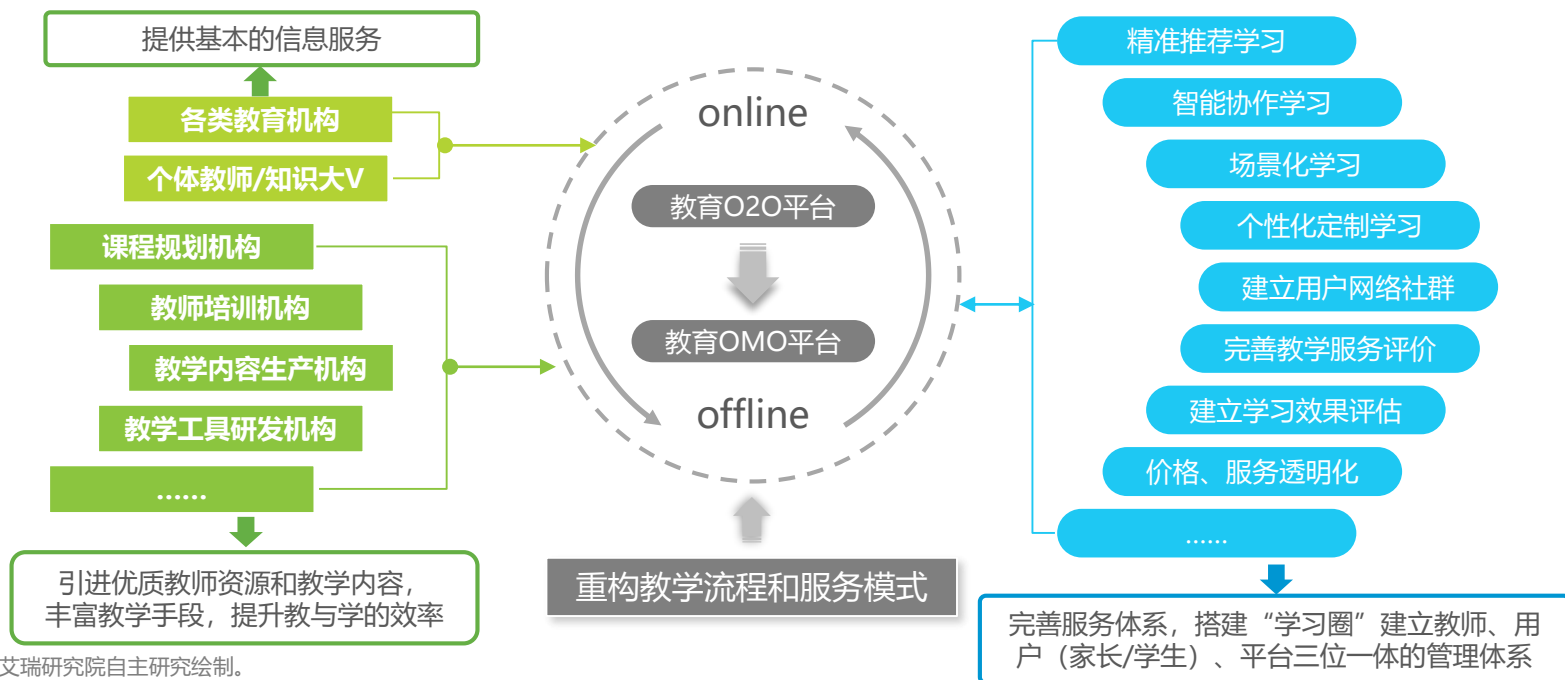 提供基本的信息服务
各类教育机构
个体教师/知识大V
课程规划机构
教师培训机构
教学内容生产机构
教学工具研发机构
……
引进优质教师资源和教学内容，
丰富教学手段，提升教与学的效率
艾瑞研究院自主研究绘制。
online
教育O2O平台
教育OMO平台
offline
重构教学流程和服务模式
精准推荐学习
智能协作学习
场景化学习
个性化定制学习
建立用户网络社群
完善教学服务评价
建立学习效果评估
价格、服务透明化
……
完善服务体系，搭建“学习圈”建立教师、用
户（家长/学生）、平台三位一体的管理体系